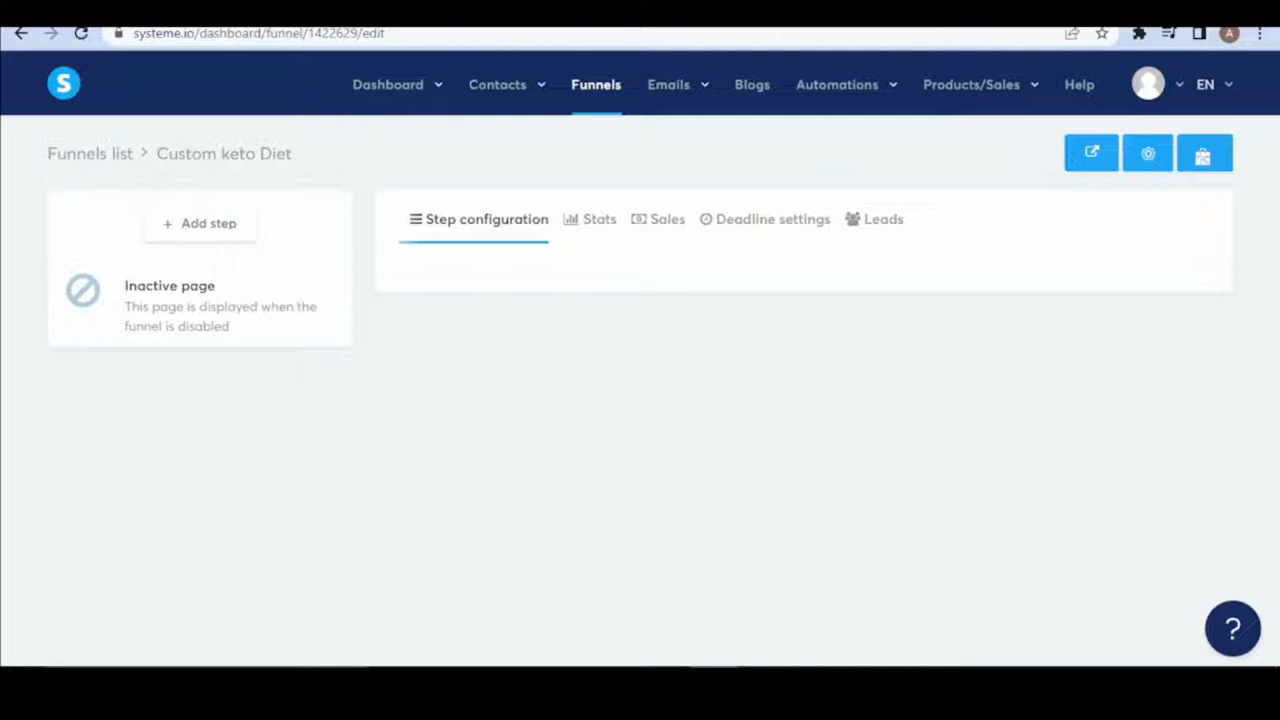 systeme.io/dashboard/funnel/1422629/edit
A
S
Dashboard
Contacts
Funnels
Emails
Blogs
Automations
Products/Sales
Help
EN
Funnels list > Custom keto Diet
+ Add step
Inactive page
This page is displayed when the
funnel is disabled
Step configuration
Stats
Sales
Deadline settings
Leads
?